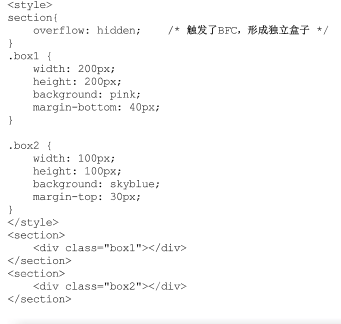 <style>
section{
    overflow: hidden;    /* 触发了BFC，形成独立盒子 */
}
.box1 {
    width: 200px;
    height: 200px;
    background: pink;
    margin-bottom: 40px;
}

.box2 {
    width: 100px;
    height: 100px;
    background: skyblue;
    margin-top: 30px;
}
</style>
<section>
    <div class="box1"></div>
</section>
<section>
    <div class="box2"></div>
</section>